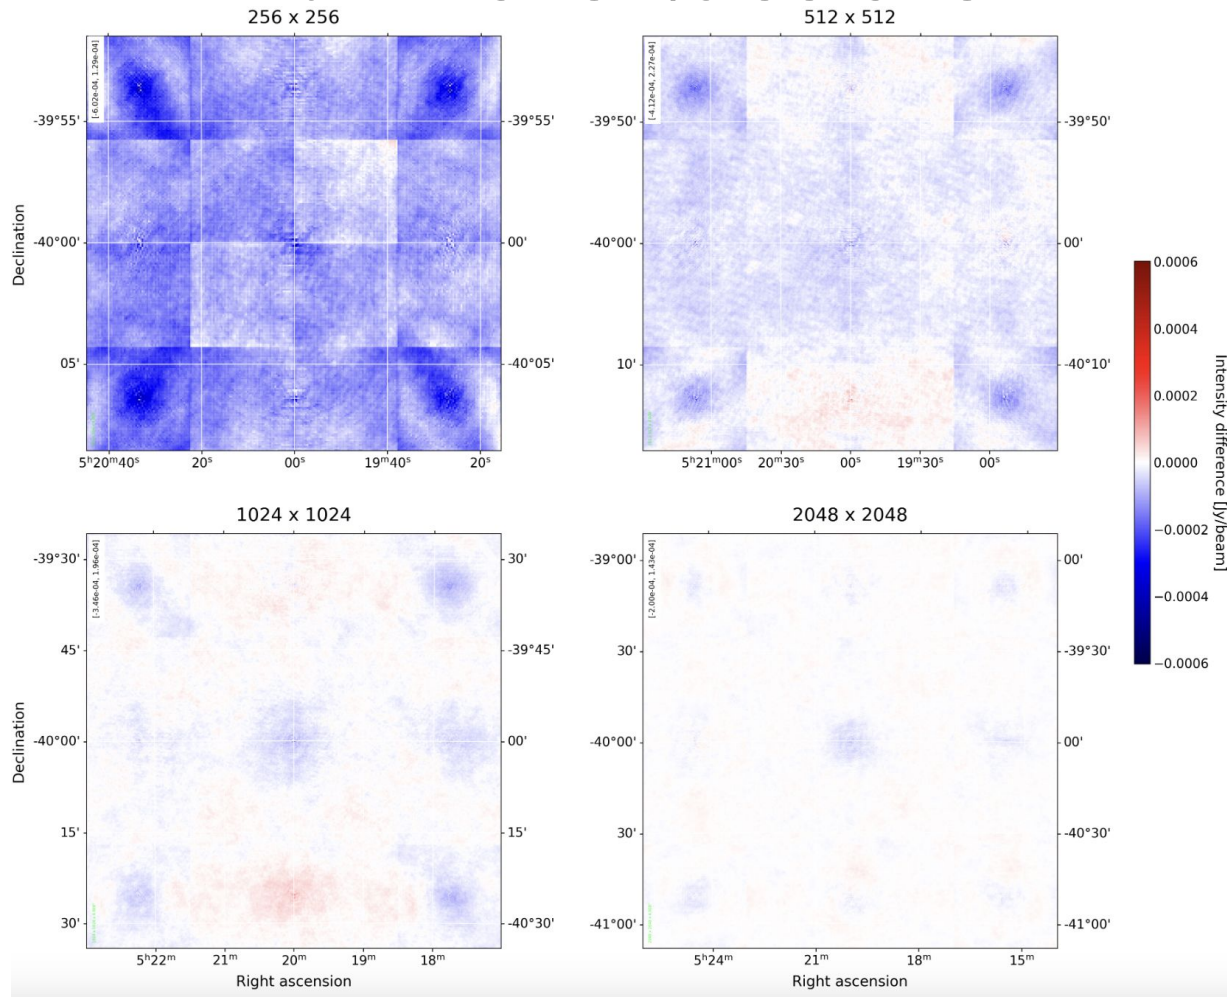 256 x 256
512 x 512
[-6.02e-04, 1.29e-04]
[-4.12e-04, 2.27e-04]
-39°55'
-40°00'
05'
-39°55'
00'
-40°05'
-39°50'
-40°00'
10'
-39°50'
00'
-40°10'
Declination
5ʰ20ᵐ40ˢ 20ˢ 00ˢ 19ᵐ40ˢ 20ˢ
5ʰ21ᵐ00ˢ 20ᵐ30ˢ 00ˢ 19ᵐ30ˢ 00ˢ
1024 x 1024
2048 x 2048
[-3.46e-04, 1.96e-04]
[-2.00e-04, 1.43e-04]
-39°30'
45'
-40°00'
15'
30'
30'
-39°45'
00'
15'
-40°30'
-39°00'
30'
-40°00'
30'
-41°00'
00'
-39°30'
00'
-40°30'
-41°00'
Declination
5ʰ22ᵐ 21ᵐ 20ᵐ 19ᵐ 18ᵐ
5ʰ24ᵐ 21ᵐ 18ᵐ 15ᵐ
Right ascension
Right ascension
0.0006
0.0004
0.0002
0.0000
−0.0002
−0.0004
−0.0006
Intensity difference [Jy/beam]